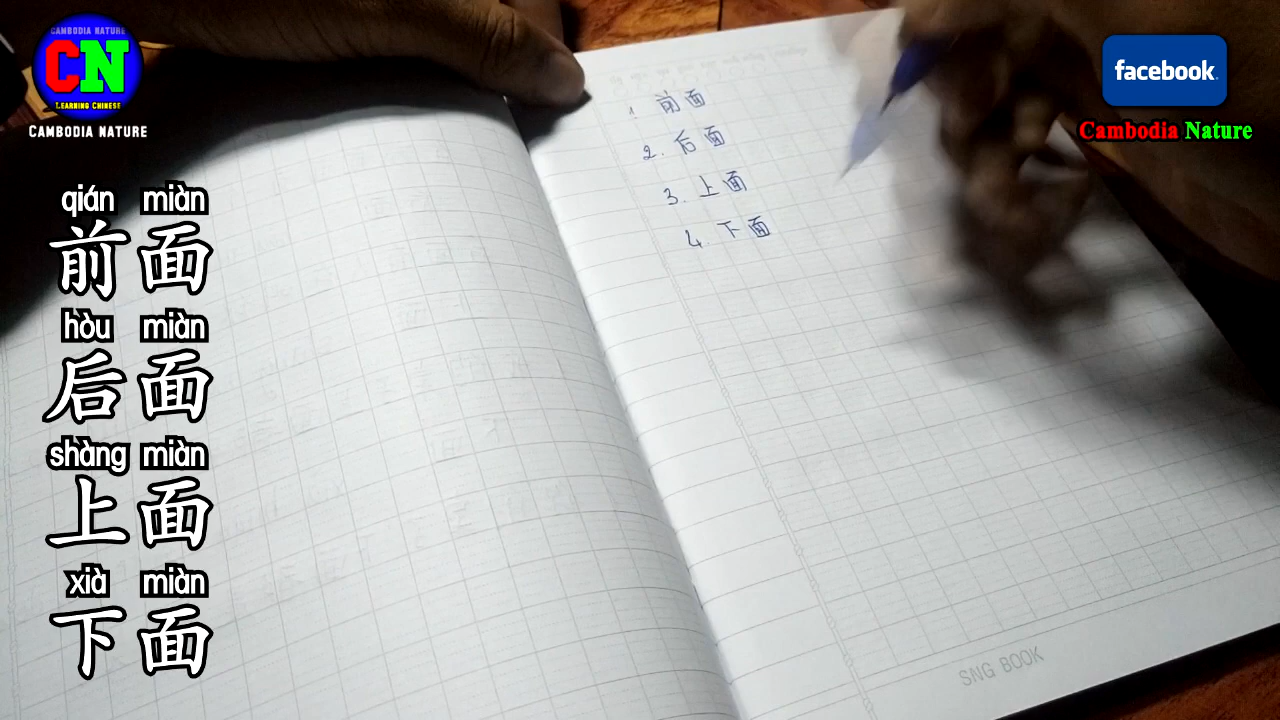 CAMBODIA NATURE
CN
LEARNING CHINESE
CAMBODIA NATURE
facebook
Cambodia Nature
qián miàn
前面
hòu miàn
后面
shàng miàn
上面
xià miàn
下面
1 前面
2.后面
3. 上面
4. 下面
SNG BOOK